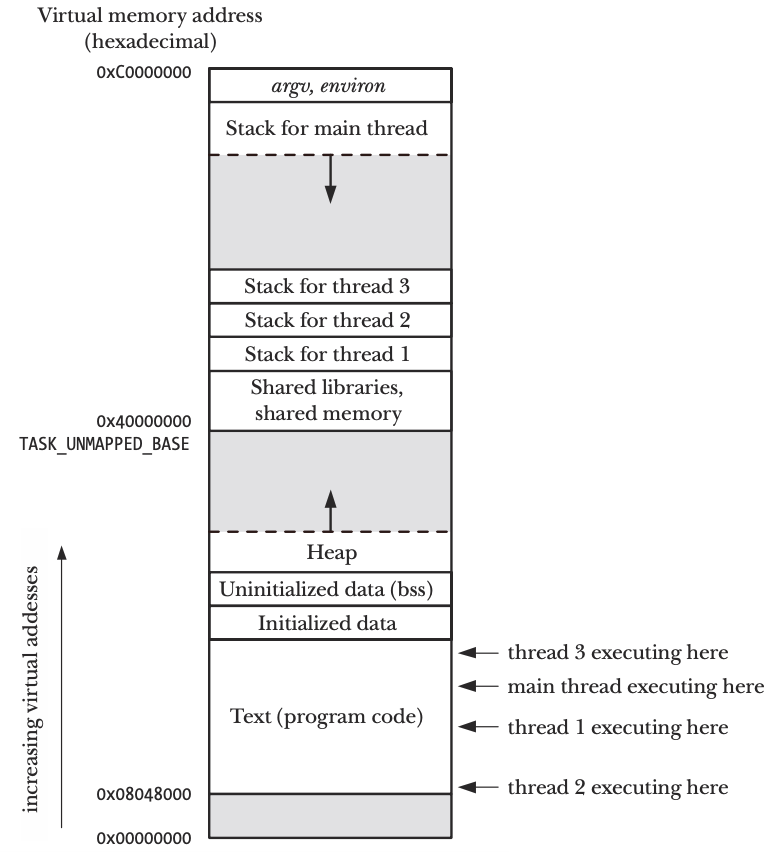 Virtual memory address
(hexadecimal)
0xC0000000
argv, environ
Stack for main thread
Stack for thread 3
Stack for thread 2
Stack for thread 1
Shared libraries,
shared memory
0x40000000
TASK_UNMAPPED_BASE
Heap
Uninitialized data (bss)
Initialized data
Text (program code)
thread 3 executing here
main thread executing here
thread 1 executing here
thread 2 executing here
0x08048000
0x00000000
increasing virtual addesses